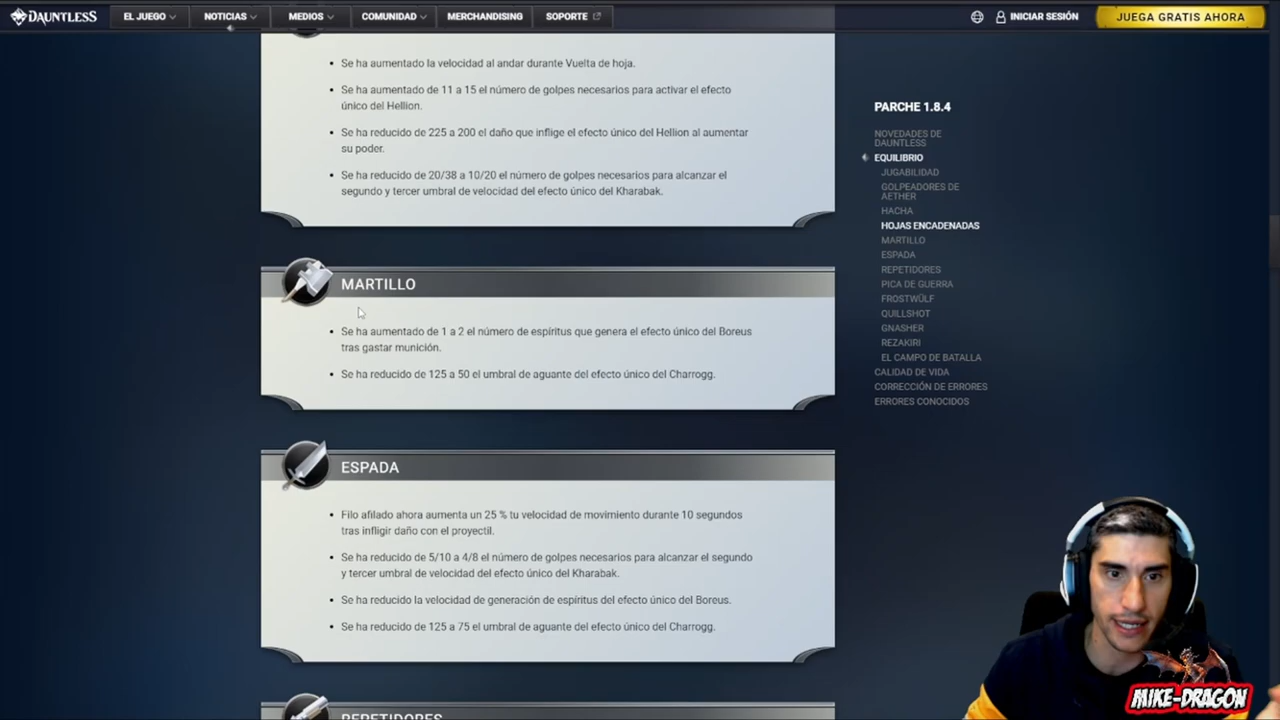 DAUNTLESS
EL JUEGO
NOTICIAS
MEDIOS
COMUNIDAD
MERCHANDISING
SOPORTE
INICIAR SESIÓN
JUEGA GRATIS AHORA
• Se ha aumentado la velocidad al andar durante Vuelta de hoja.
• Se ha aumentado de 11 a 15 el número de golpes necesarios para activar el efecto
único del Hellion.
• Se ha reducido de 225 a 200 el daño que inflige el efecto único del Hellion al aumentar
su poder.
• Se ha reducido de 20/38 a 10/20 el número de golpes necesarios para alcanzar el
segundo y tercer umbral de velocidad del efecto único del Kharabak.
MARTILLO
• Se ha aumentado de 1 a 2 el número de espíritus que genera el efecto único del Boreus
tras gastar munición.
• Se ha reducido de 125 a 50 el umbral de aguante del efecto único del Charrogg.
ESPADA
• Filo afilado ahora aumenta un 25 % tu velocidad de movimiento durante 10 segundos
tras infligir daño con el proyectil.
• Se ha reducido de 5/10 a 4/8 el número de golpes necesarios para alcanzar el segundo
y tercer umbral de velocidad del efecto único del Kharabak.
• Se ha reducido la velocidad de generación de espíritus del efecto único del Boreus.
• Se ha reducido de 125 a 75 el umbral de aguante del efecto único del Charrogg.
REPETIDORES
PARCHE 1.8.4
NOVEDADES DE
DAUNTLESS
EQUILIBRIO
JUGABILIDAD
GOLPEADORES DE
AETHER
HACHA
HOJAS ENCADENADAS
MARTILLO
ESPADA
REPETIDORES
PICA DE GUERRA
FROSTWÜLF
QUILLSHOT
GNASHER
REZAKIRI
EL CAMPO DE BATALLA
CALIDAD DE VIDA
CORRECCIÓN DE ERRORES
ERRORES CONOCIDOS
MIKE-DRAGON